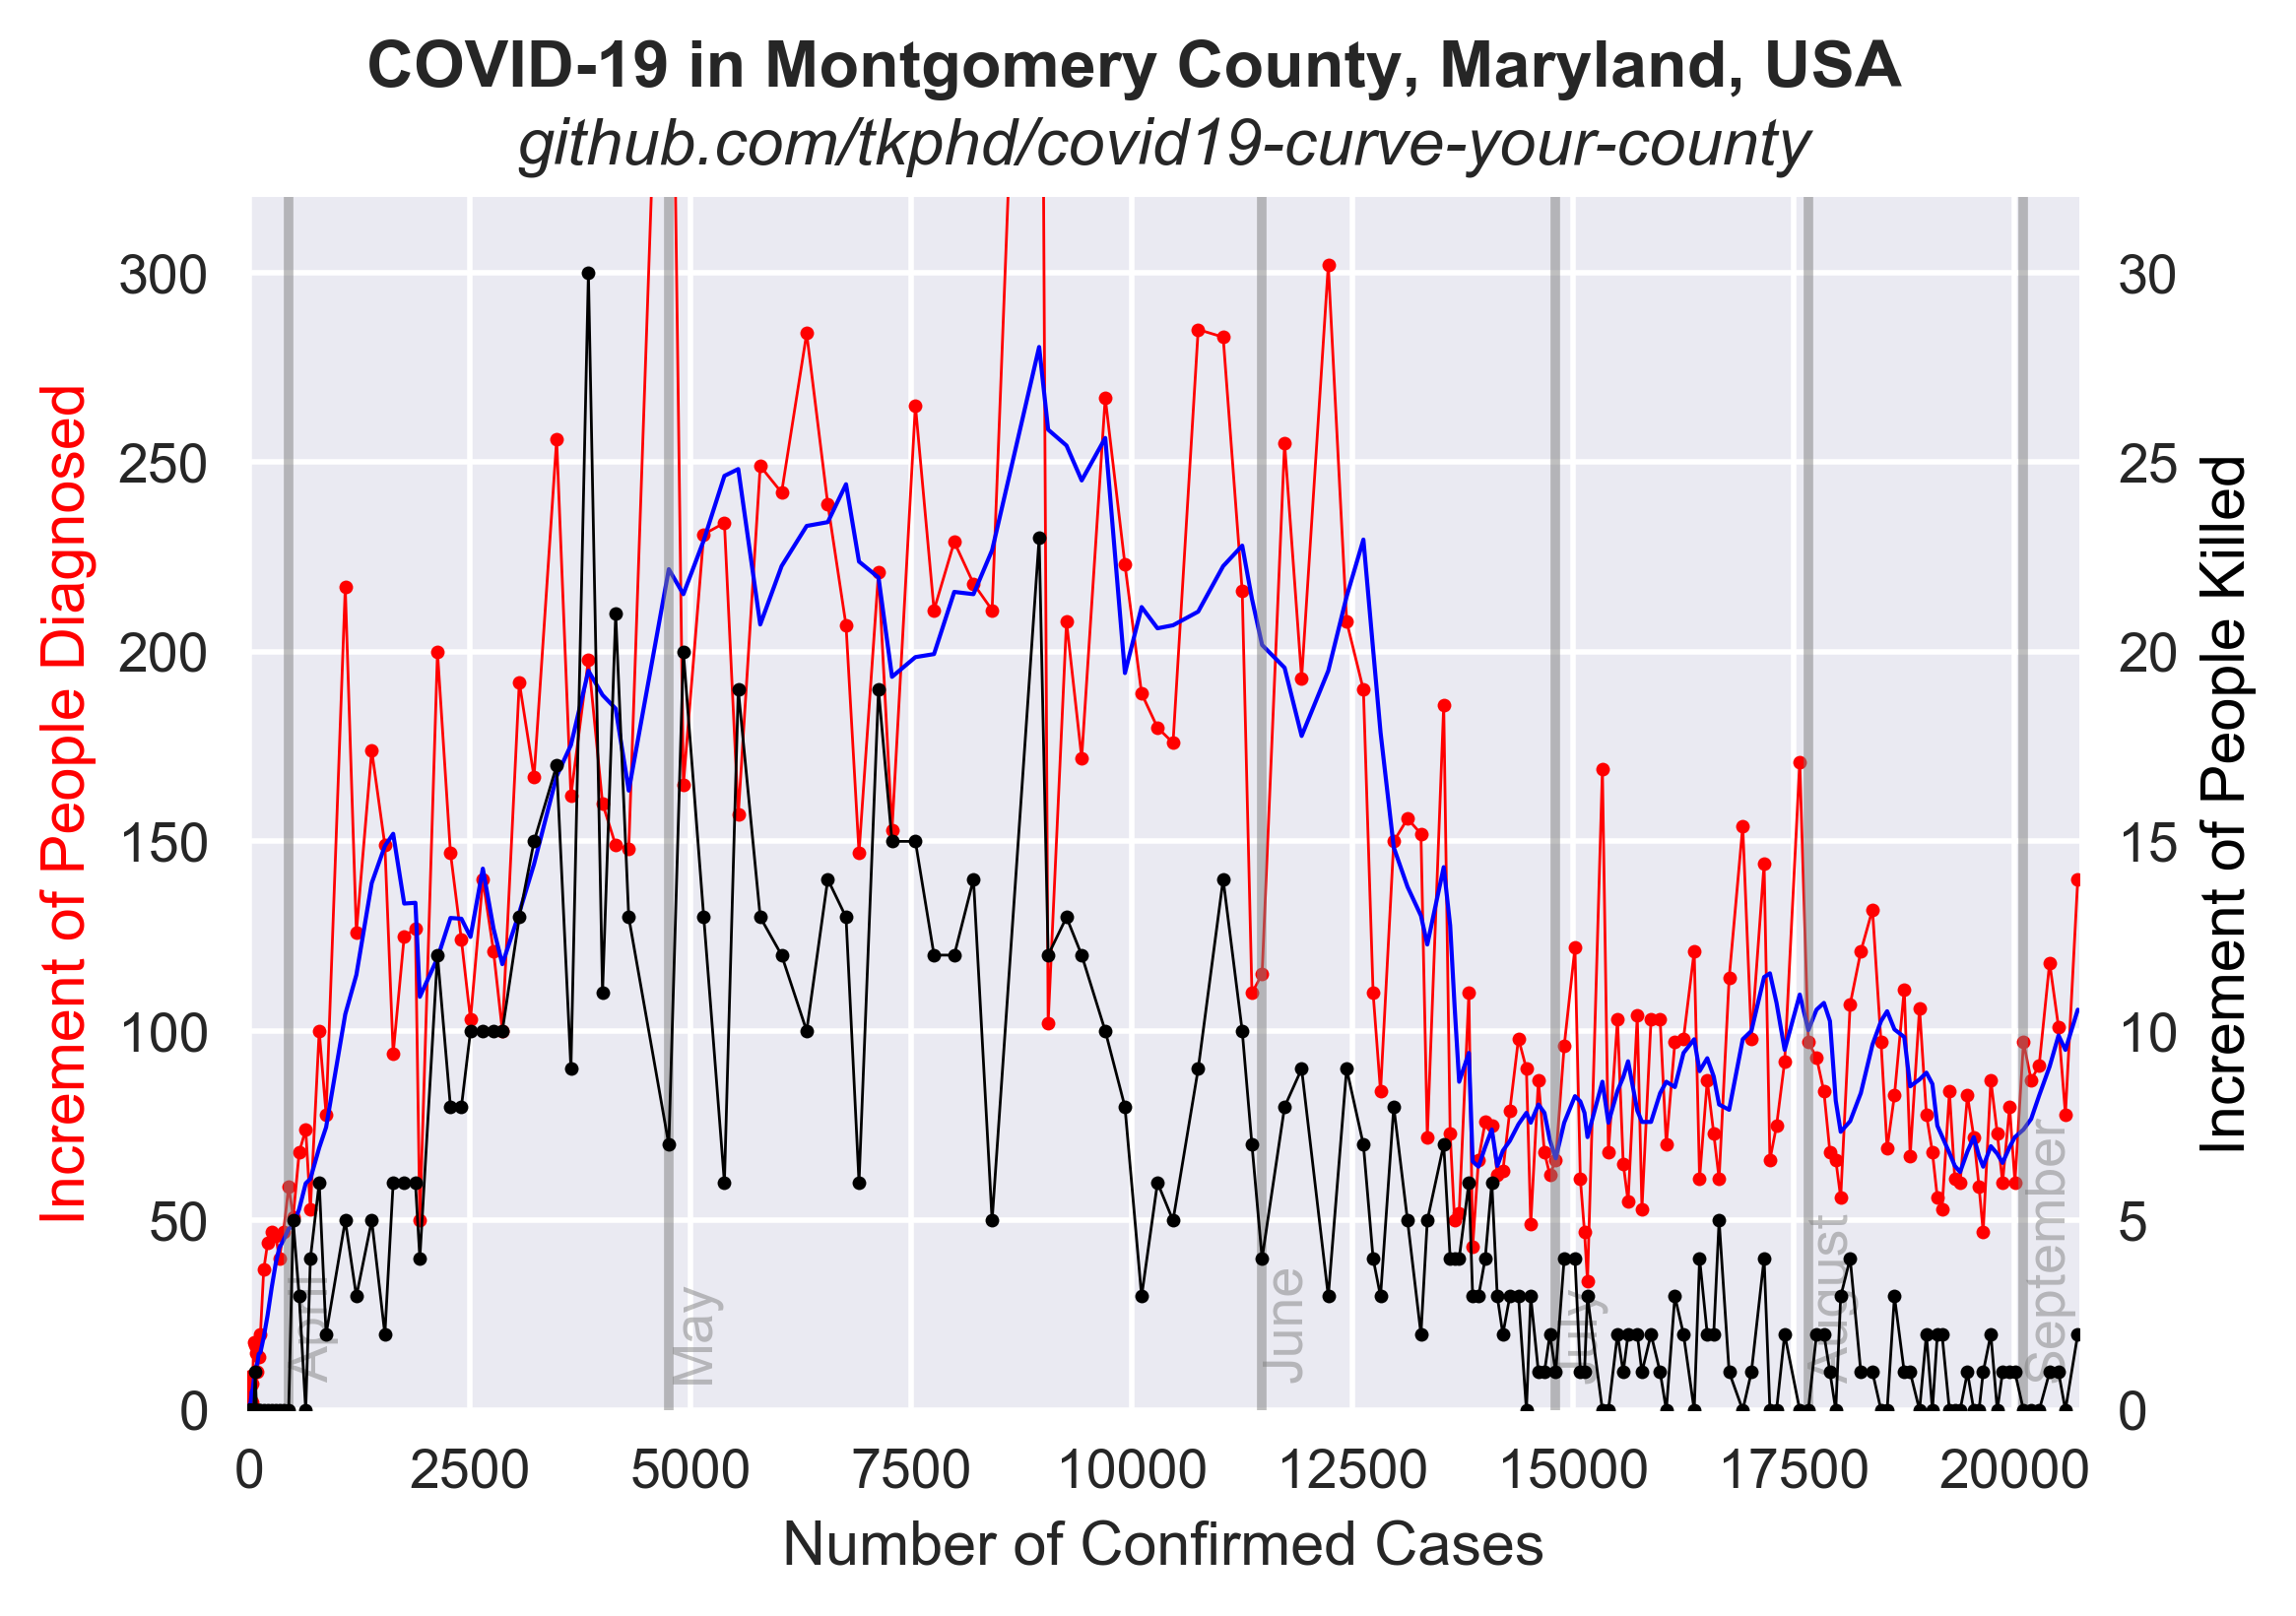 COVID-19 in Montgomery County, Maryland, USA
github.com/tkphd/covid19-curve-your-county
Increment of People Diagnosed
300
250
200
150
100
50
0
30
25
20
15
10
5
0
Increment of People Killed
April
May
June
July
August
September
0 2500 5000 7500 10000 12500 15000 17500 20000
Number of Confirmed Cases